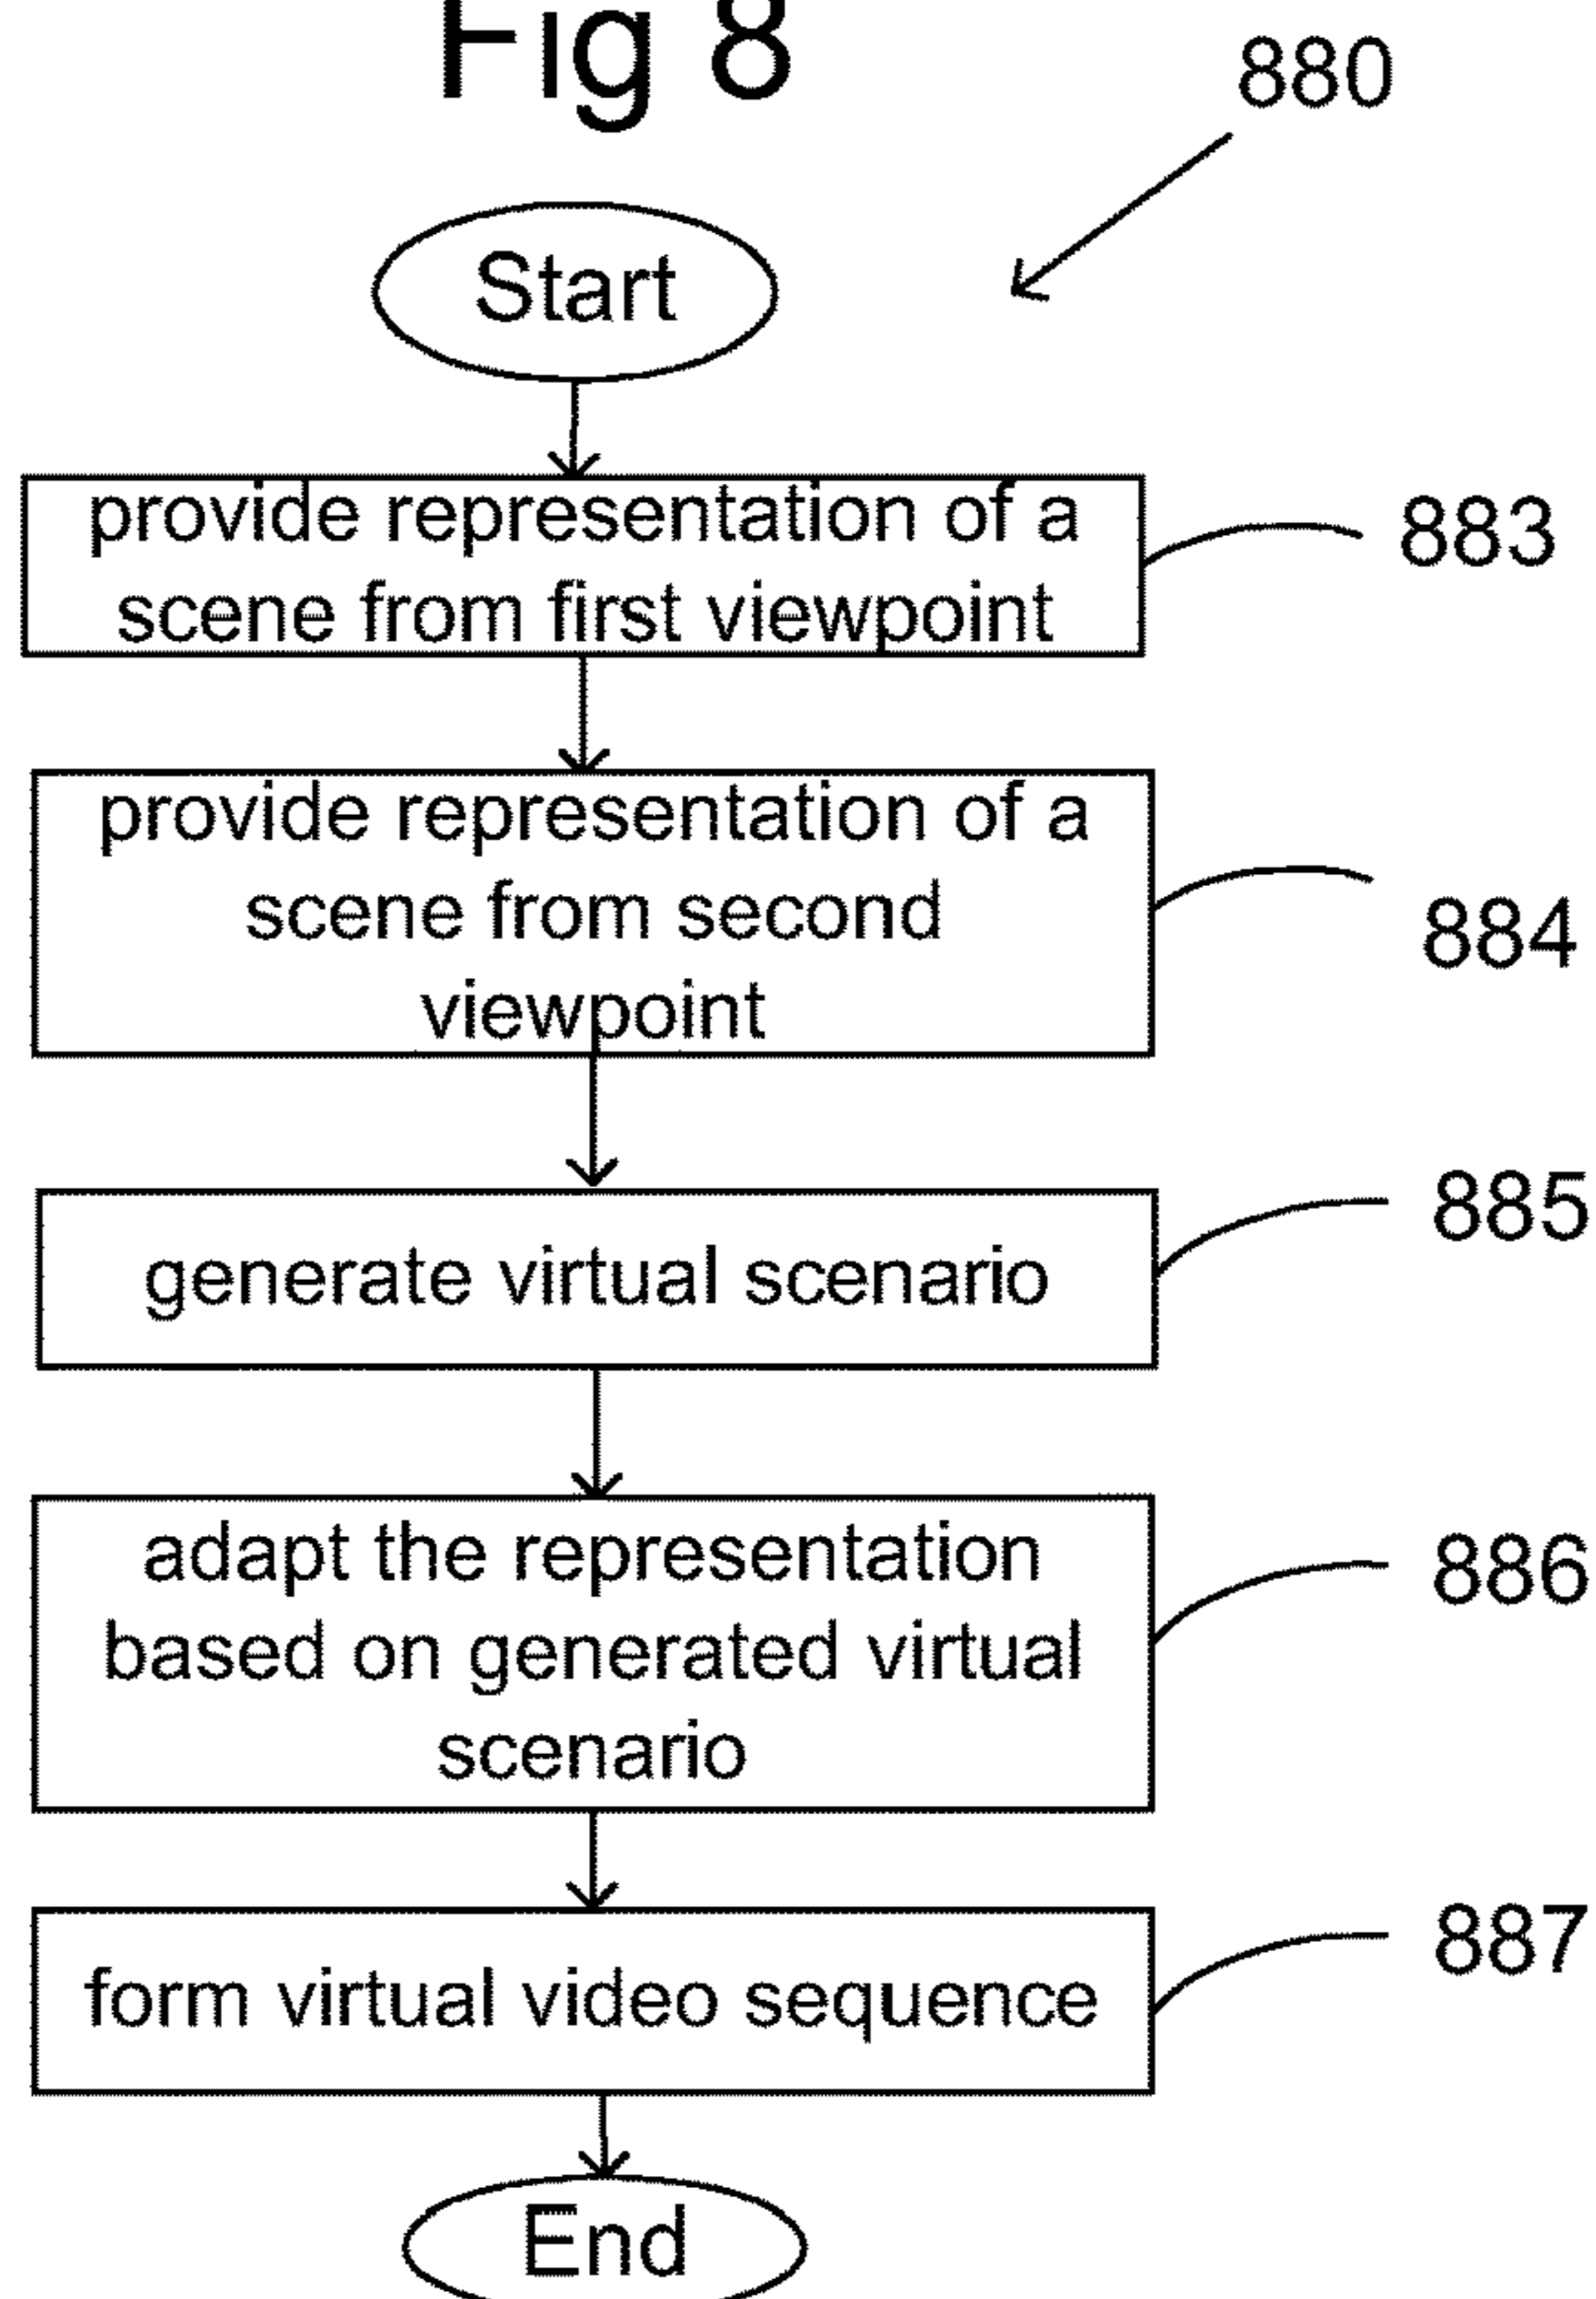 Fig 8
880
Start
provide representation of a
scene from first viewpoint
883
provide representation of a
scene from second
viewpoint
884
generate virtual scenario
885
adapt the representation
based on generated virtual
scenario
886
form virtual video sequence
887
End